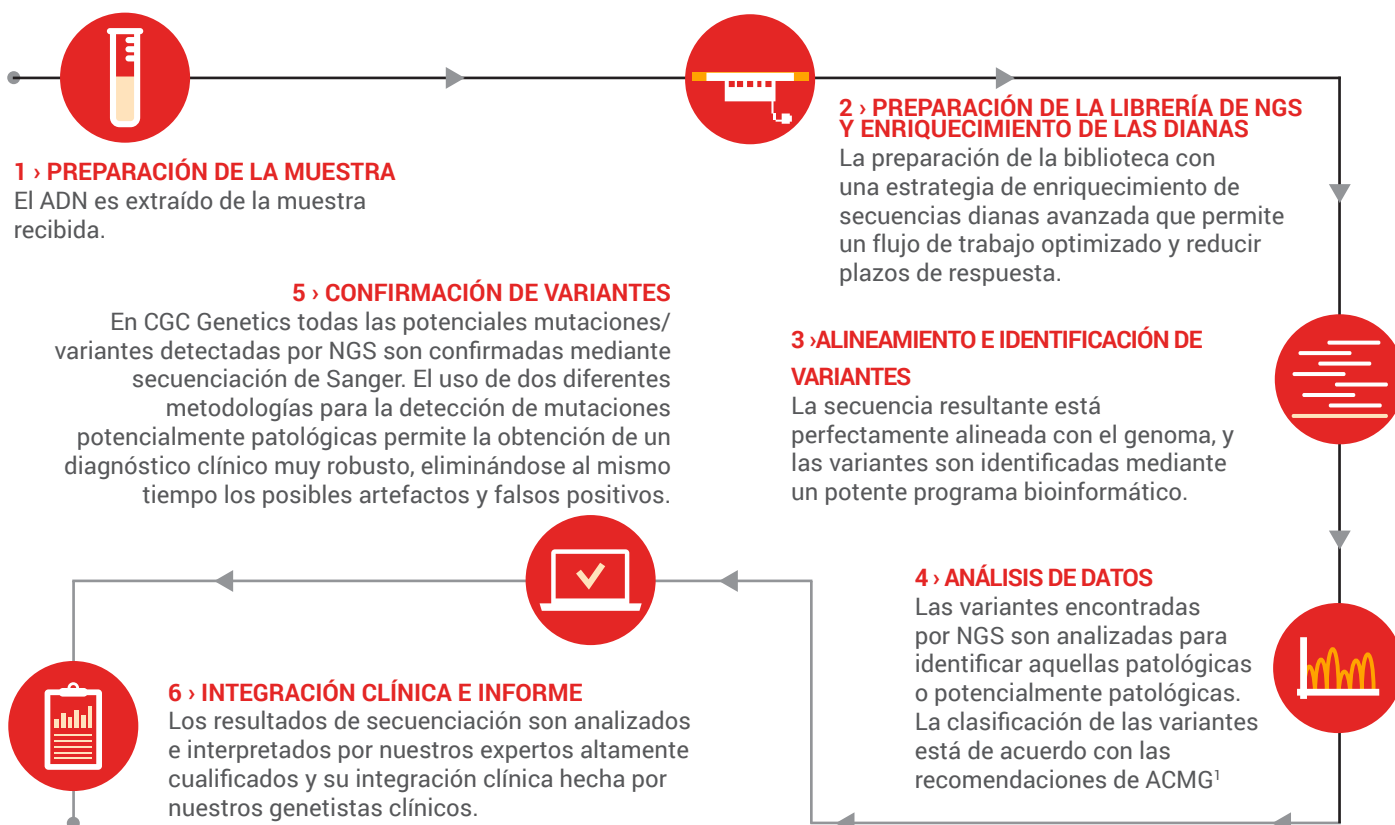 1 › PREPARACIÓN DE LA MUESTRA
El ADN es extraído de la muestra
recibida.
2 › PREPARACIÓN DE LA LIBRERÍA DE NGS
Y ENRIQUECIMIENTO DE LAS DIANAS
La preparación de la biblioteca con
una estrategia de enriquecimiento de
secuencias dianas avanzada que permite
un flujo de trabajo optimizado y reducir
plazos de respuesta.
3 ›ALINEAMIENTO E IDENTIFICACIÓN DE
VARIANTES
La secuencia resultante está
perfectamente alineada con el genoma, y
las variantes son identificadas mediante
un potente programa bioinformático.
4 › ANÁLISIS DE DATOS
Las variantes encontradas
por NGS son analizadas para
identificar aquellas patológicas
o potencialmente patológicas.
La clasificación de las variantes
está de acuerdo con las
recomendaciones de ACMG¹
5 › CONFIRMACIÓN DE VARIANTES
En CGC Genetics todas las potenciales mutaciones/
variantes detectadas por NGS son confirmadas mediante
secuenciación de Sanger. El uso de dos diferentes
metodologías para la detección de mutaciones
potencialmente patológicas permite la obtención de un
diagnóstico clínico muy robusto, eliminándose al mismo
tiempo los posibles artefactos y falsos positivos.
6 › INTEGRACIÓN CLÍNICA E INFORME
Los resultados de secuenciación son analizados
e interpretados por nuestros expertos altamente
cualificados y su integración clínica hecha por
nuestros genetistas clínicos.